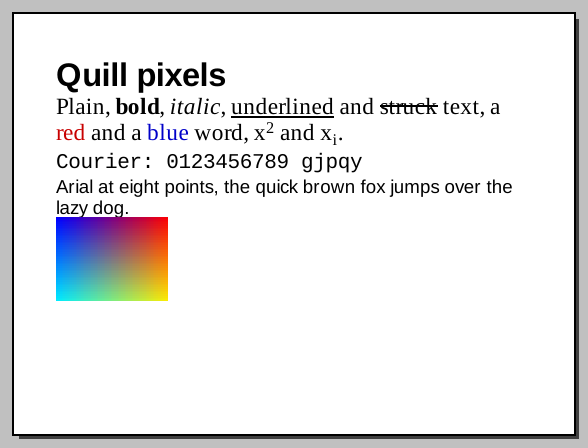 Quill pixels
Plain, bold, italic, underlined and struck text, a
red and a blue word, x² and xᵢ.
Courier: 0123456789 gjpqy
Arial at eight points, the quick brown fox jumps over the
lazy dog.